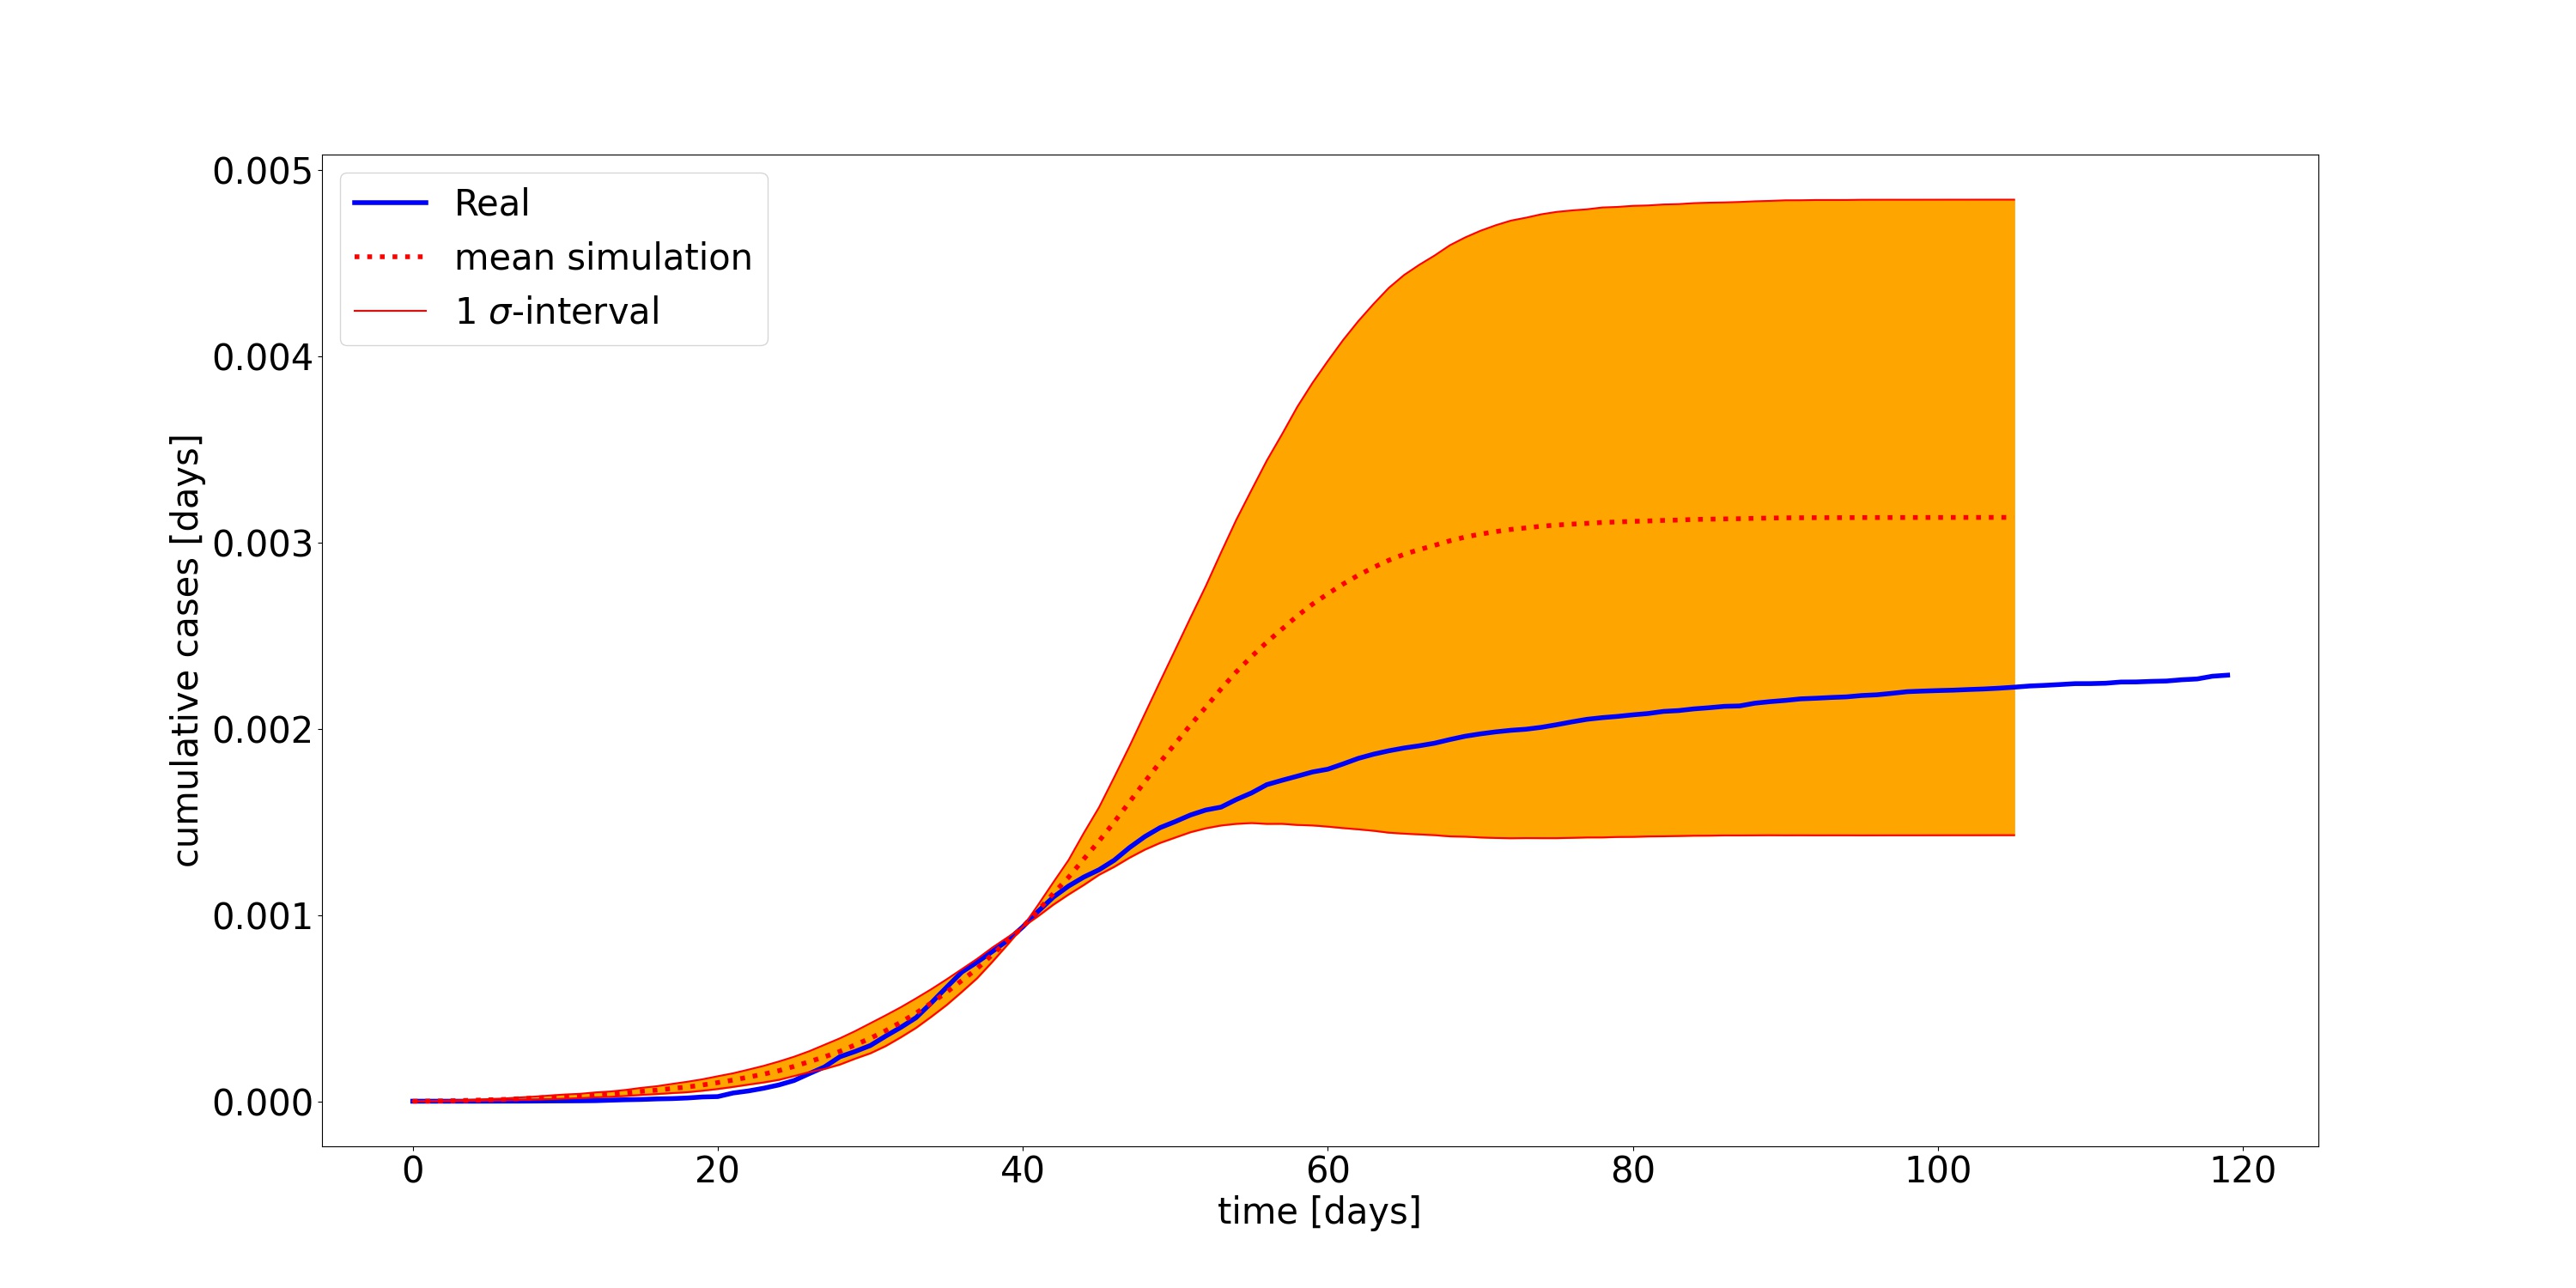 0.005
0.004
0.003
0.002
0.001
0.000
cumulative cases [days]
Real
mean simulation
1 σ-interval
0 20 40 60 80 100 120
time [days]